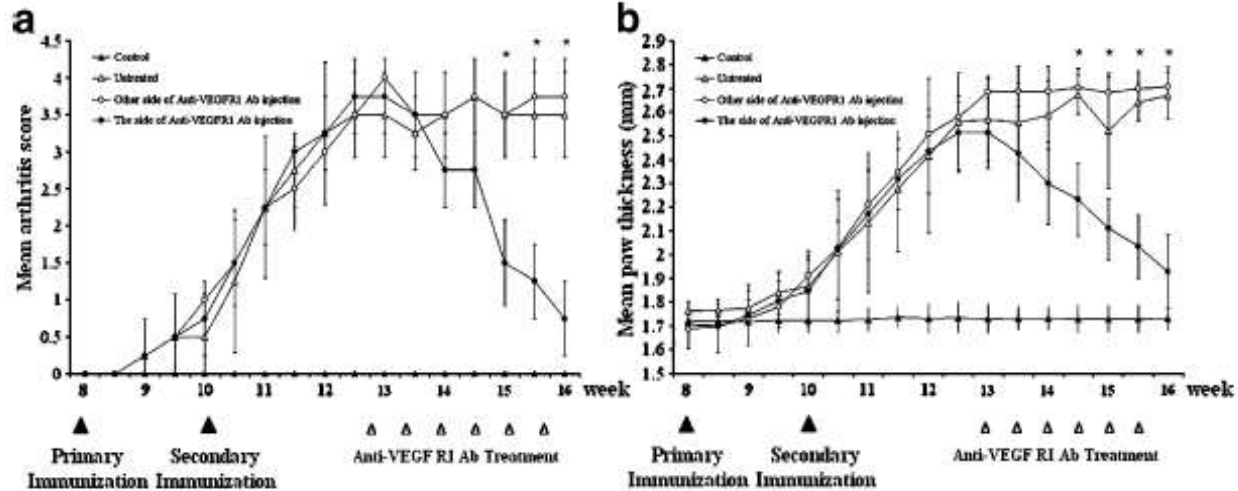 a
Mean arthritis score
4.5
4
3.5
3
2.5
2
1.5
1
0.5
0
Control
Untreated
Other side of Anti-VEGFR1 Ab injection
The side of Anti-VEGFR1 Ab injection
* * *
8 9 10 11 12 13 14 15 16 week
Primary Immunization
Secondary Immunization
Anti-VEGF R1 Ab Treatment
b
Mean paw thickness (mm)
2.9
2.8
2.7
2.6
2.5
2.4
2.3
2.2
2.1
2
1.9
1.8
1.7
1.6
1.5
Control
Untreated
Other side of Anti-VEGFR1 Ab injection
The side of Anti-VEGFR1 Ab injection
* * * *
8 9 10 11 12 13 14 15 16 week
Primary Immunization
Secondary Immunization
Anti-VEGF R1 Ab Treatment